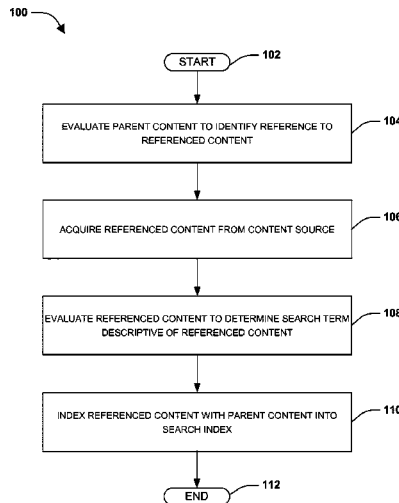 100
START
102
EVALUATE PARENT CONTENT TO IDENTIFY REFERENCE TO
REFERENCED CONTENT
104
ACQUIRE REFERENCED CONTENT FROM CONTENT SOURCE
106
EVALUATE REFERENCED CONTENT TO DETERMINE SEARCH TERM
DESCRIPTIVE OF REFERENCED CONTENT
108
INDEX REFERENCED CONTENT WITH PARENT CONTENT INTO
SEARCH INDEX
110
END
112